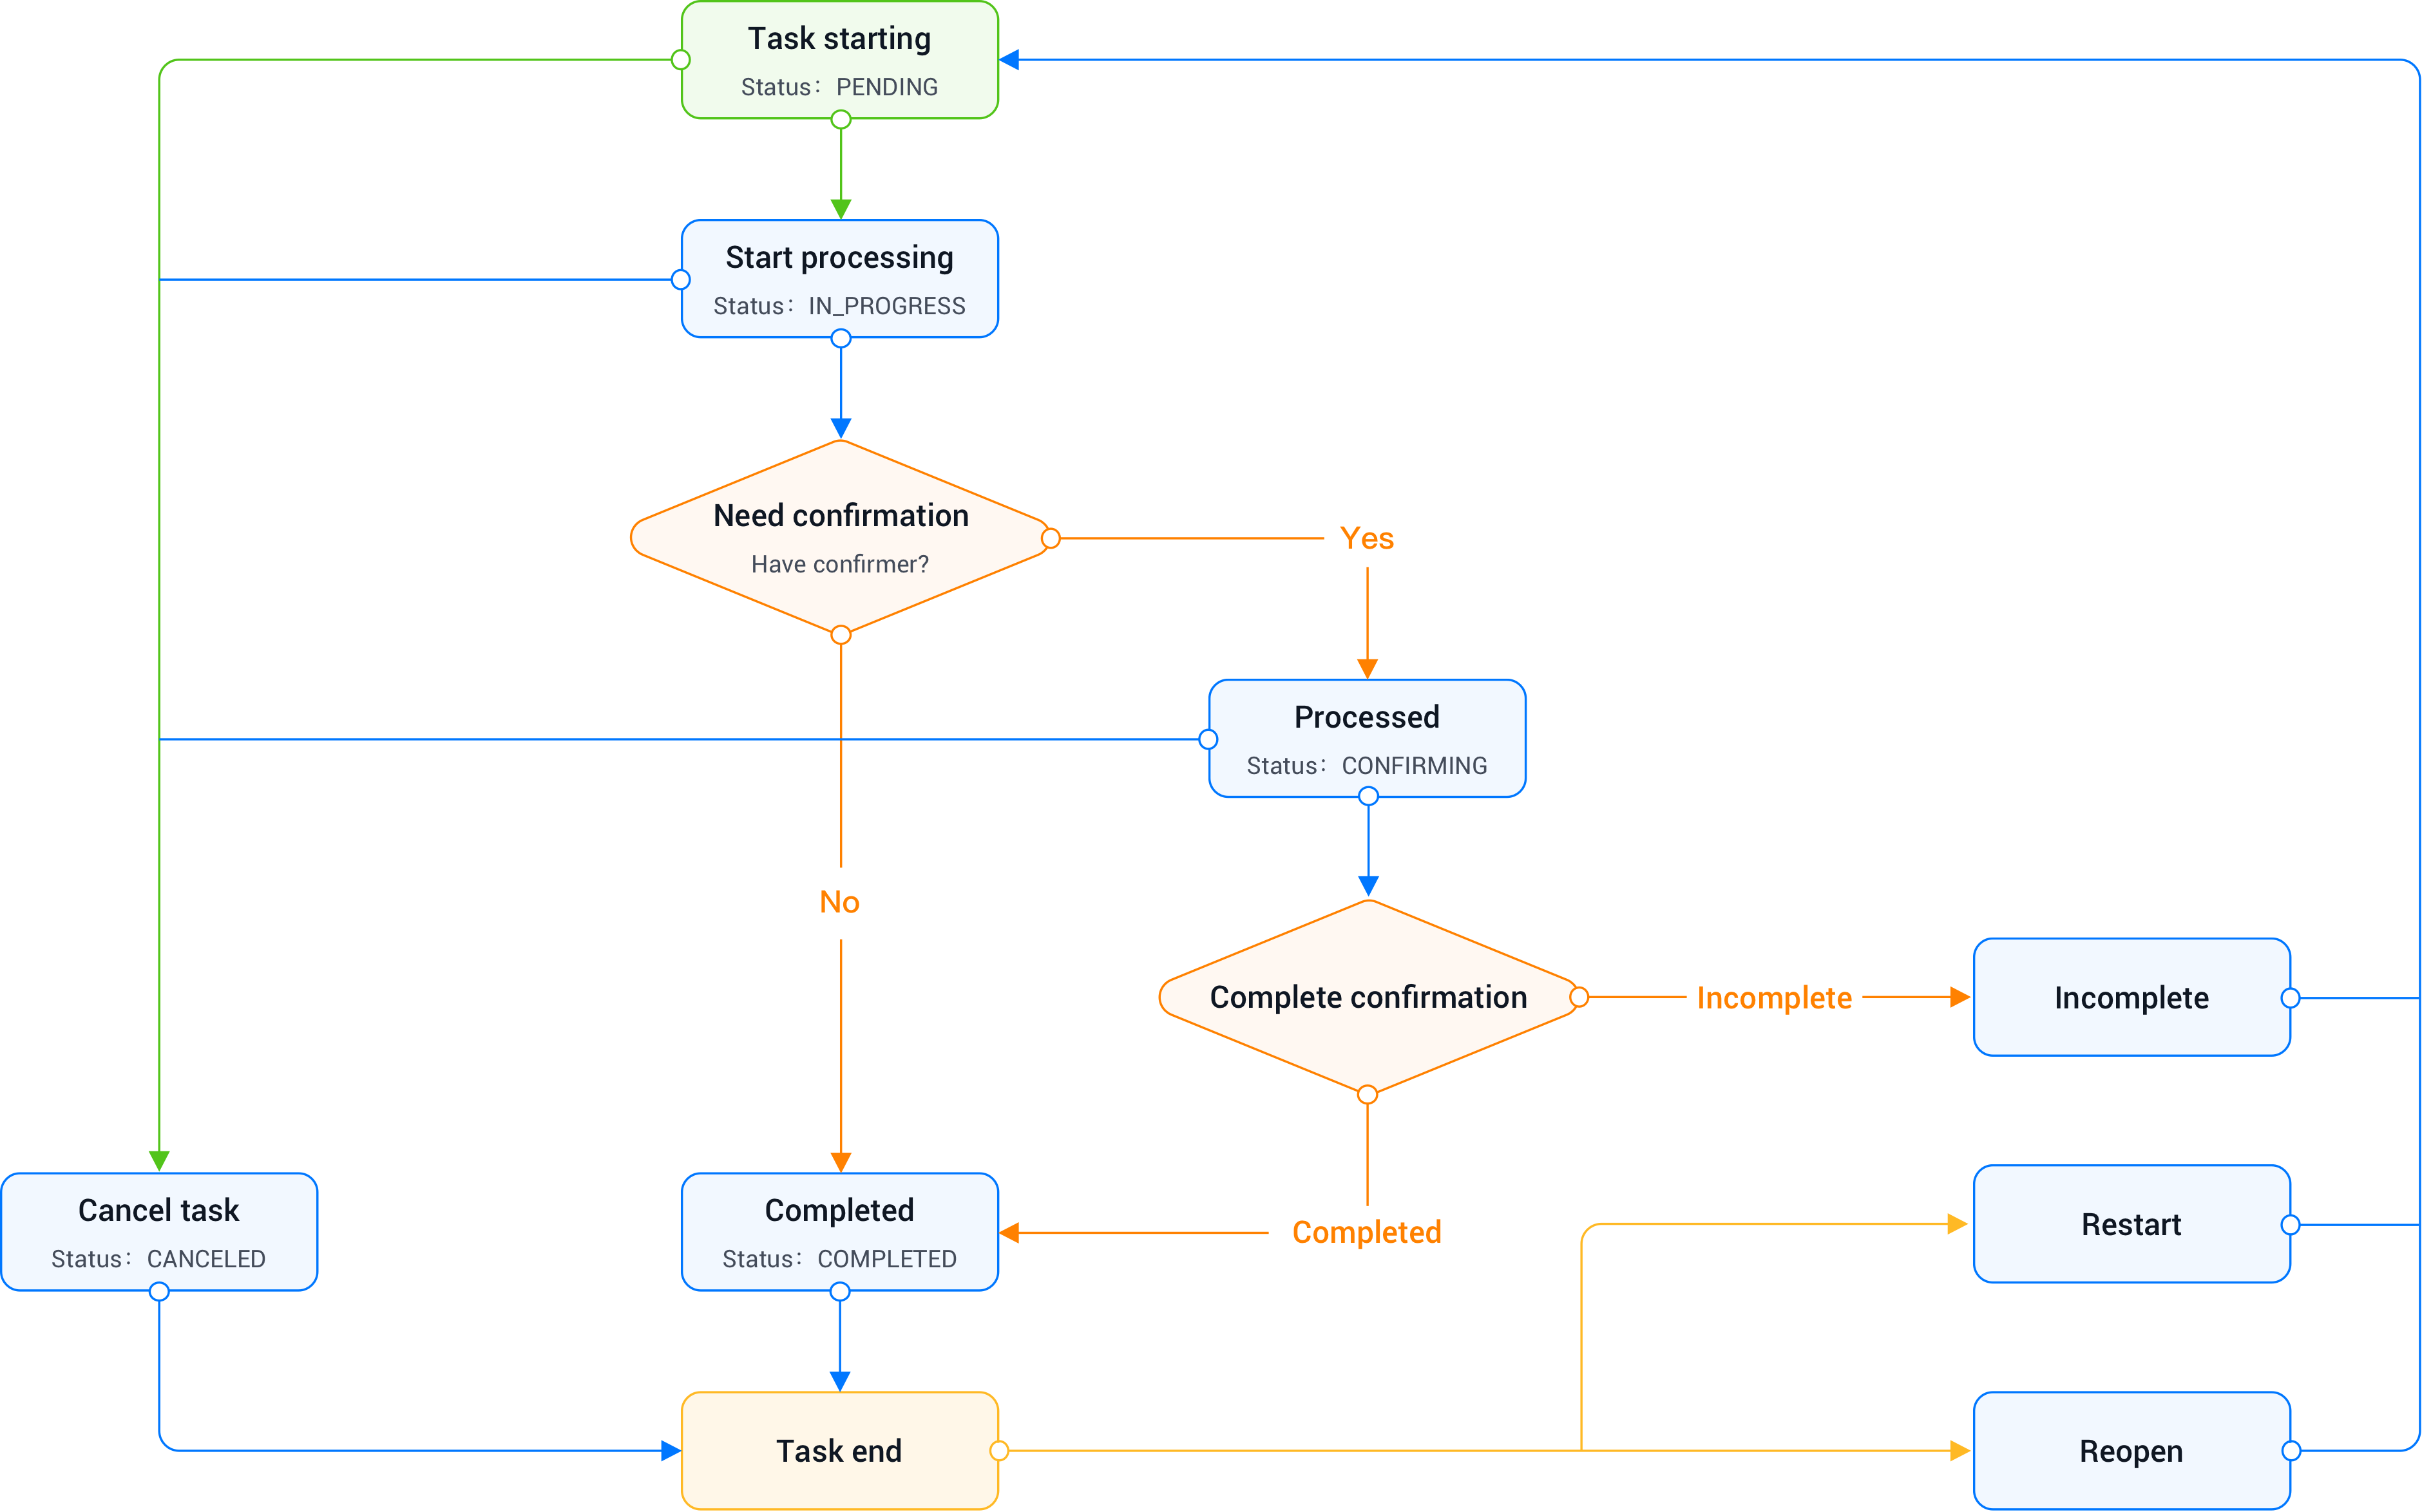 Task starting
Status: PENDING
Start processing
Status: IN_PROGRESS
Need confirmation
Have confirmer?
Yes
Processed
Status: CONFIRMING
No
Complete confirmation
Incomplete
Incomplete
Cancel task
Status: CANCELED
Completed
Status: COMPLETED
Completed
Restart
Task end
Reopen